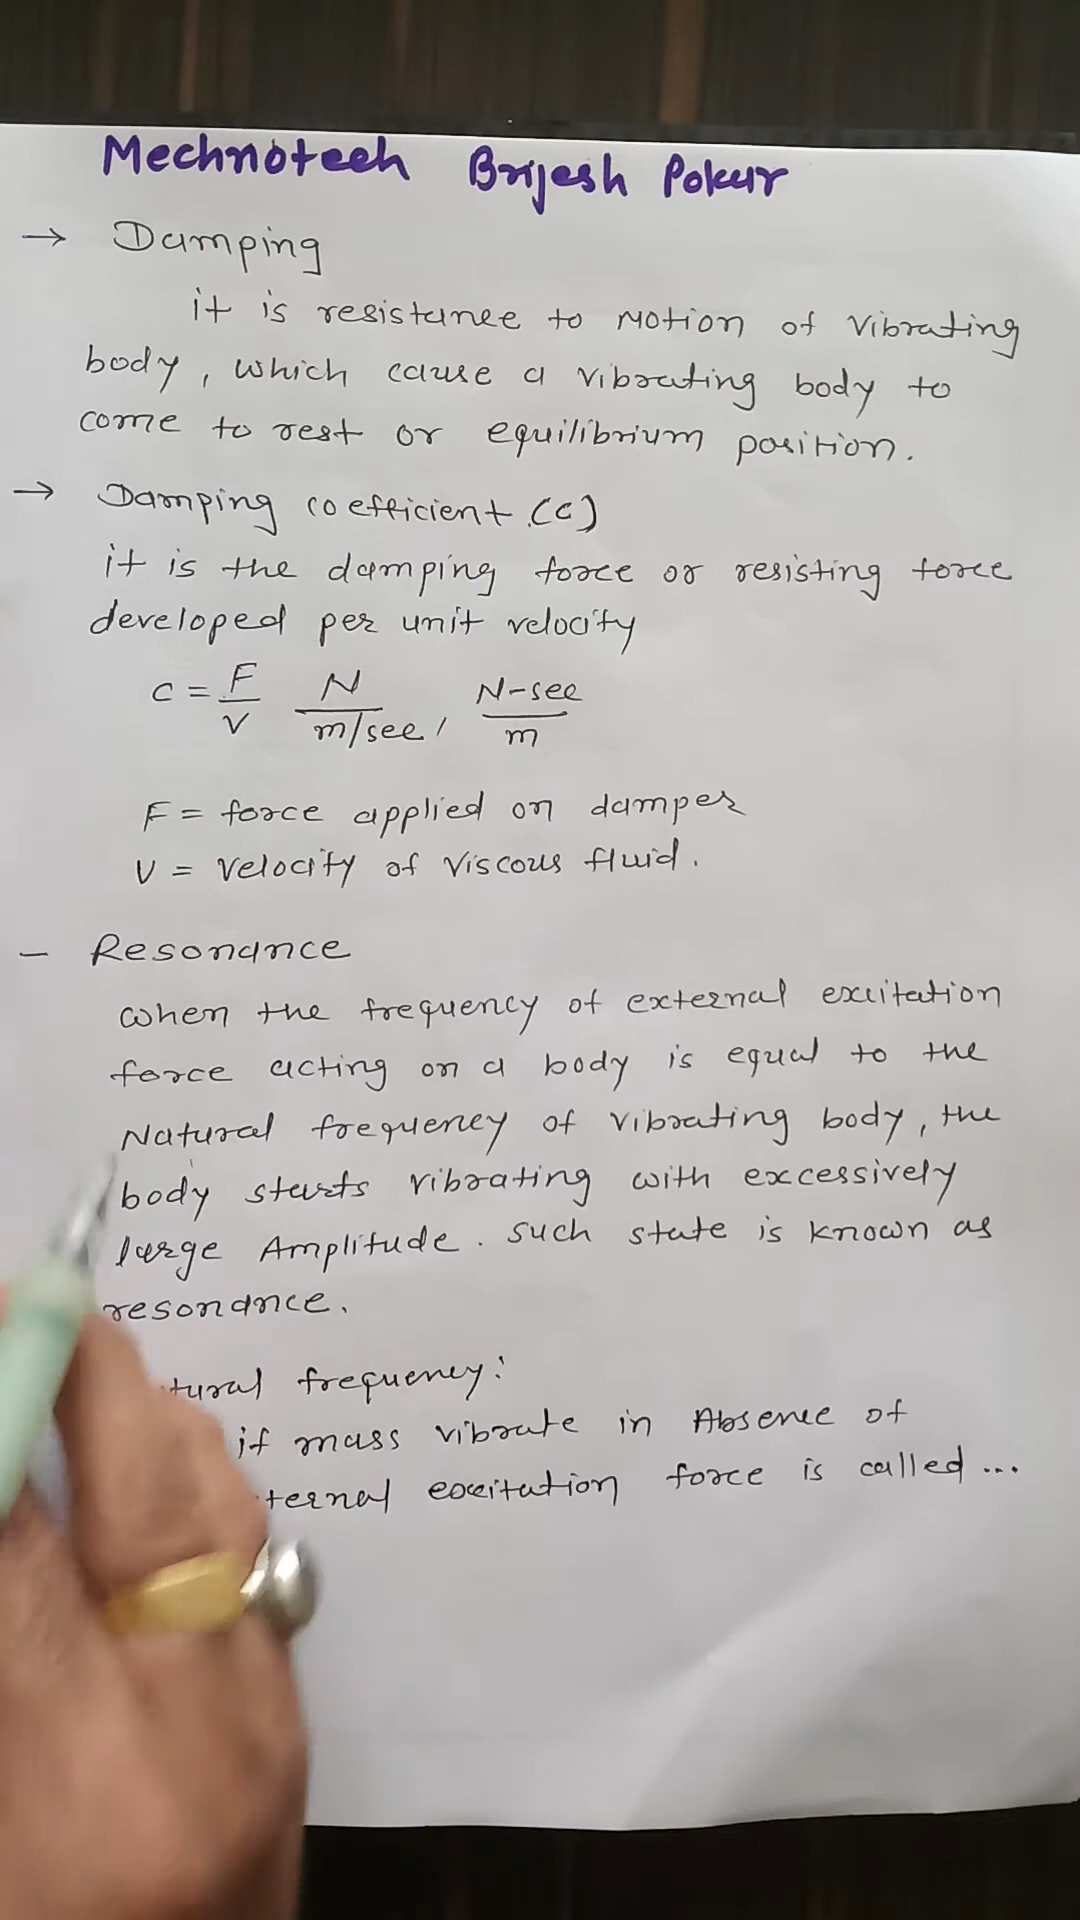 Mechnotech Brijesh Pokar
→ Damping
it is resistance to Motion of vibrating
body, which cause a vibrating body to
come to rest or equilibrium position.
→ Damping coefficient (c)
it is the damping force or resisting force
developed per unit velocity
c = F/V N/m/sec, N-sec/m
F = force applied on damper
V = velocity of viscous fluid.
- Resonance
when the frequency of external excitation
force acting on a body is equal to the
Natural frequency of vibrating body, the
body starts vibrating with excessively
large Amplitude. Such state is known as
resonance.
tural frequency:
if mass vibrate in Absence of
ternal excitation force is called ...